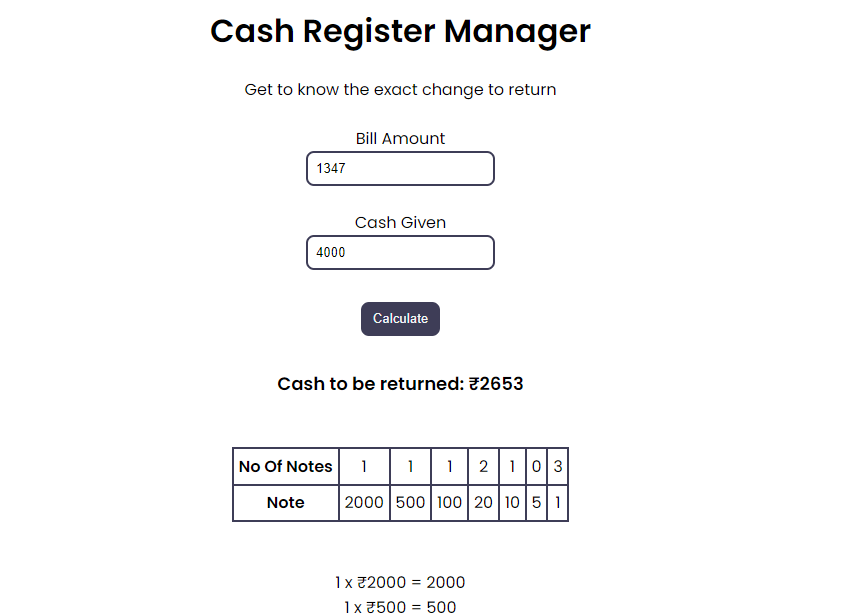 Cash Register Manager
Get to know the exact change to return
Bill Amount
1347
Cash Given
4000
Calculate
Cash to be returned: ₹2653
No Of Notes 1 1 1 2 1 0 3
Note 2000 500 100 20 10 5 1
1 x ₹2000 = 2000
1 x ₹500 = 500